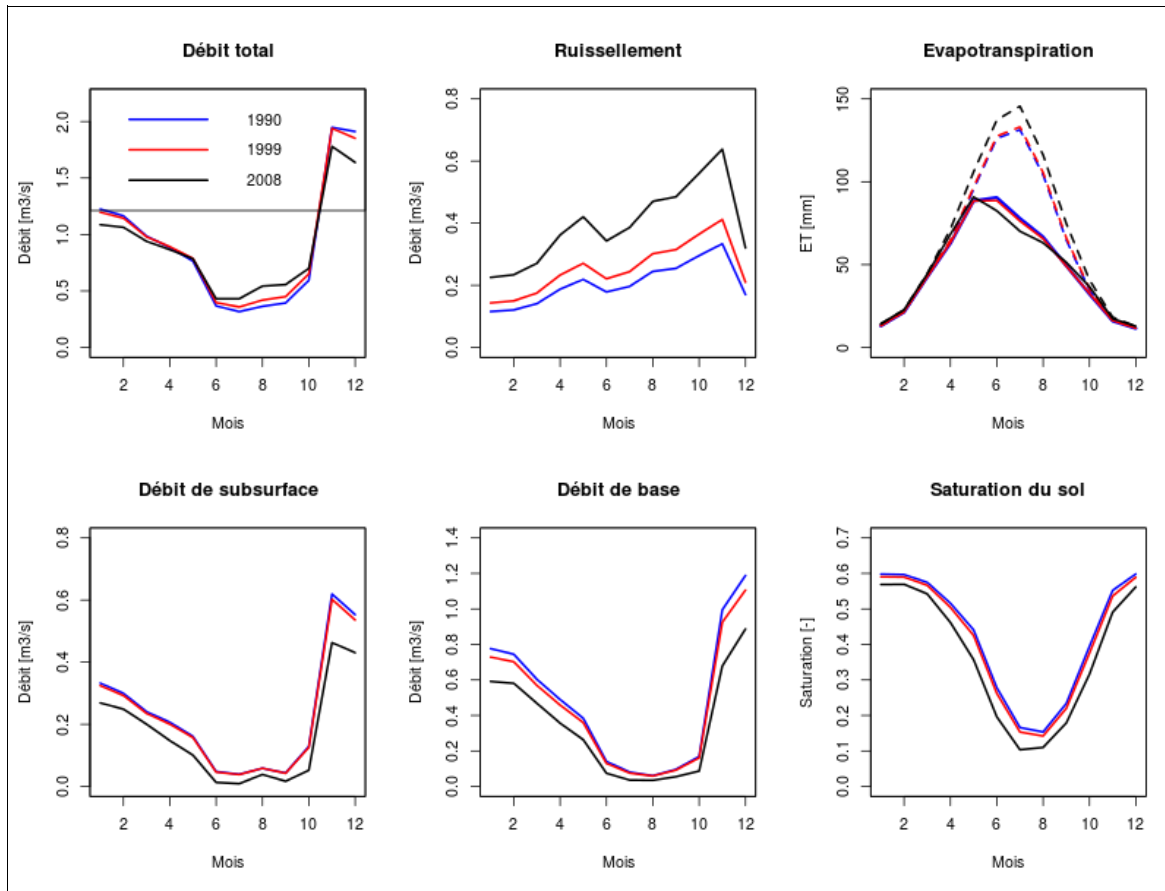 Débit total
Débit [m3/s]
0.0 0.5 1.0 1.5 2.0
1990
1999
2008
2 4 6 8 10 12
Mois
Ruissellement
Débit [m3/s]
0.0 0.2 0.4 0.6 0.8
2 4 6 8 10 12
Mois
Evapotranspiration
ET [mm]
0 50 100 150
2 4 6 8 10 12
Mois
Débit de subsurface
Débit [m3/s]
0.0 0.2 0.4 0.6 0.8
2 4 6 8 10 12
Mois
Débit de base
Débit [m3/s]
0.0 0.2 0.4 0.6 0.8 1.0 1.2 1.4
2 4 6 8 10 12
Mois
Saturation du sol
Saturation [-]
0.0 0.1 0.2 0.3 0.4 0.5 0.6 0.7
2 4 6 8 10 12
Mois